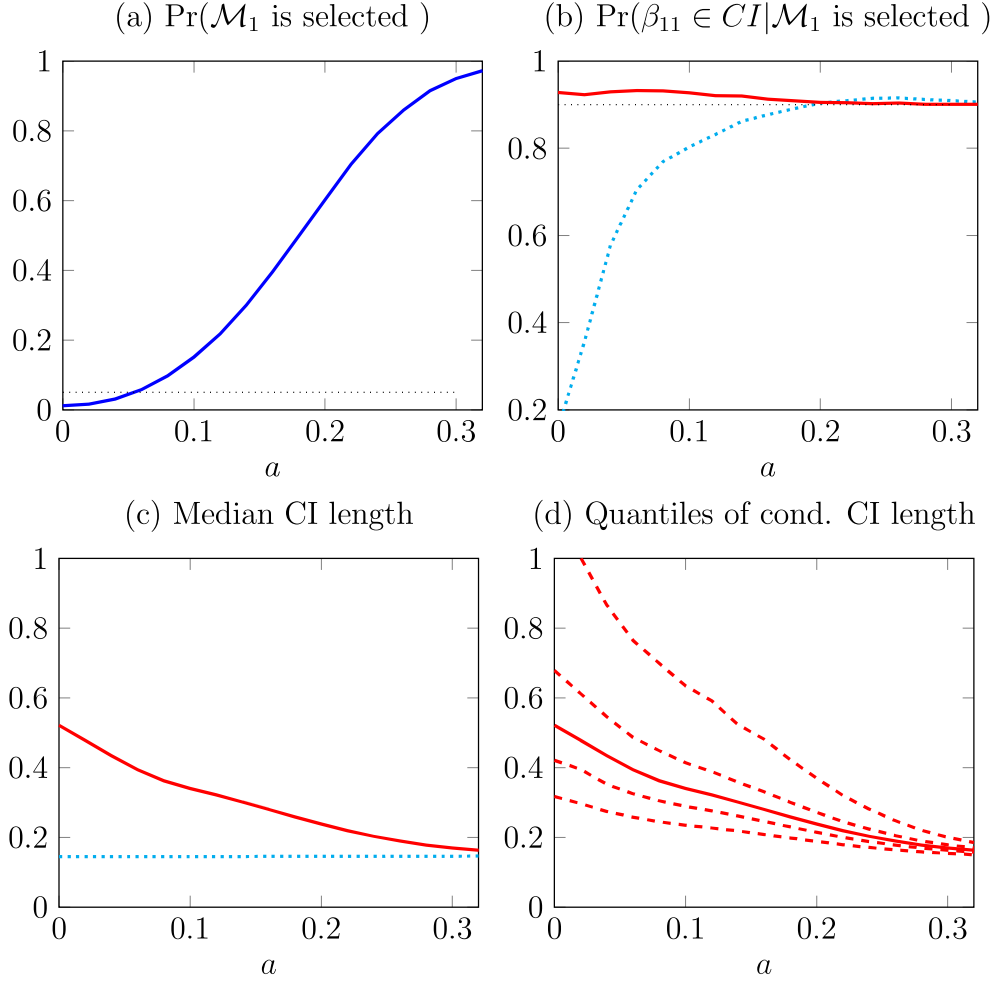 (a) Pr(ℳ₁ is selected )
1
0.8
0.6
0.4
0.2
0
0 0.1 0.2 0.3
a
(b) Pr(β₁₁ ∈ CI|ℳ₁ is selected )
1
0.8
0.6
0.4
0.2
0 0.1 0.2 0.3
a
(c) Median CI length
1
0.8
0.6
0.4
0.2
0
0 0.1 0.2 0.3
a
(d) Quantiles of cond. CI length
1
0.8
0.6
0.4
0.2
0
0 0.1 0.2 0.3
a